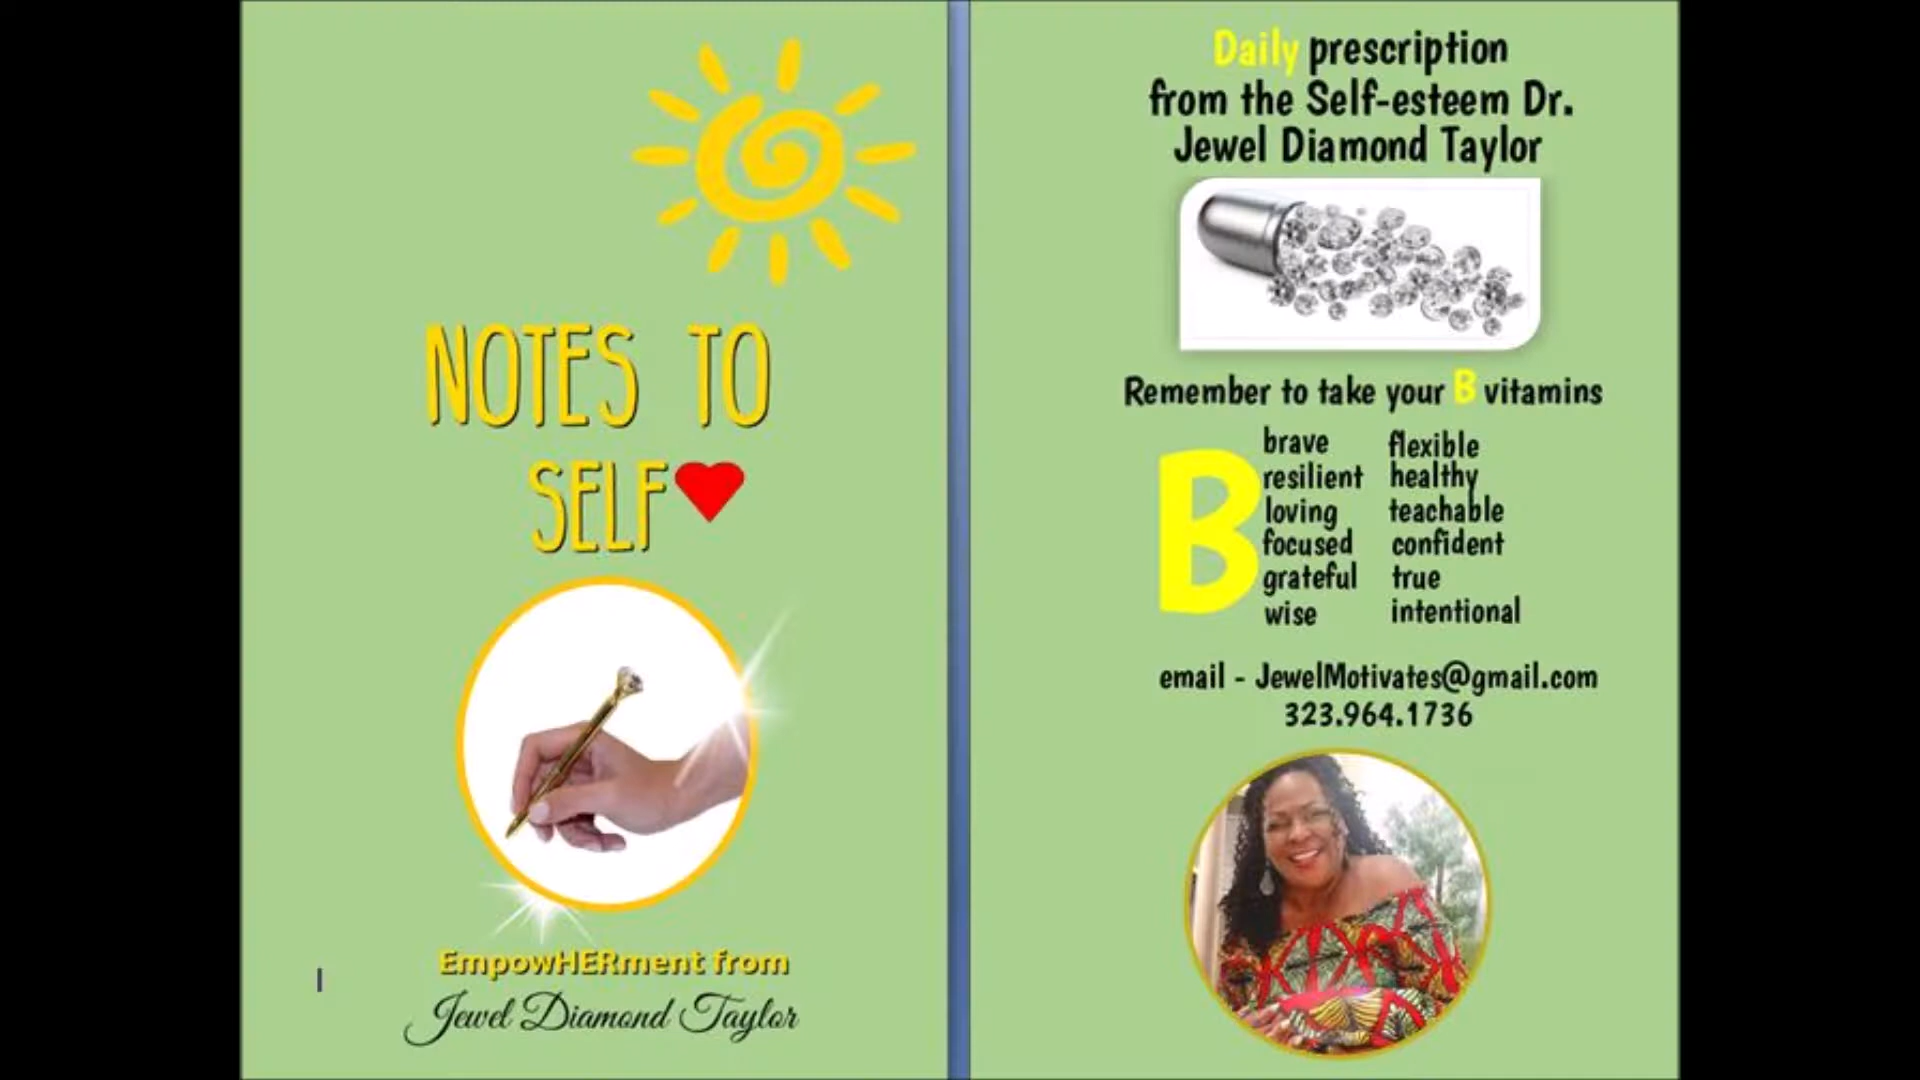 NOTES TO
SELF
EmpowHERment from
Jewel Diamond Taylor
Daily prescription
from the Self-esteem Dr.
Jewel Diamond Taylor
Remember to take your B vitamins
B
brave flexible
resilient healthy
loving teachable
focused confident
grateful true
wise intentional
email - JewelMotivates@gmail.com
323.964.1736